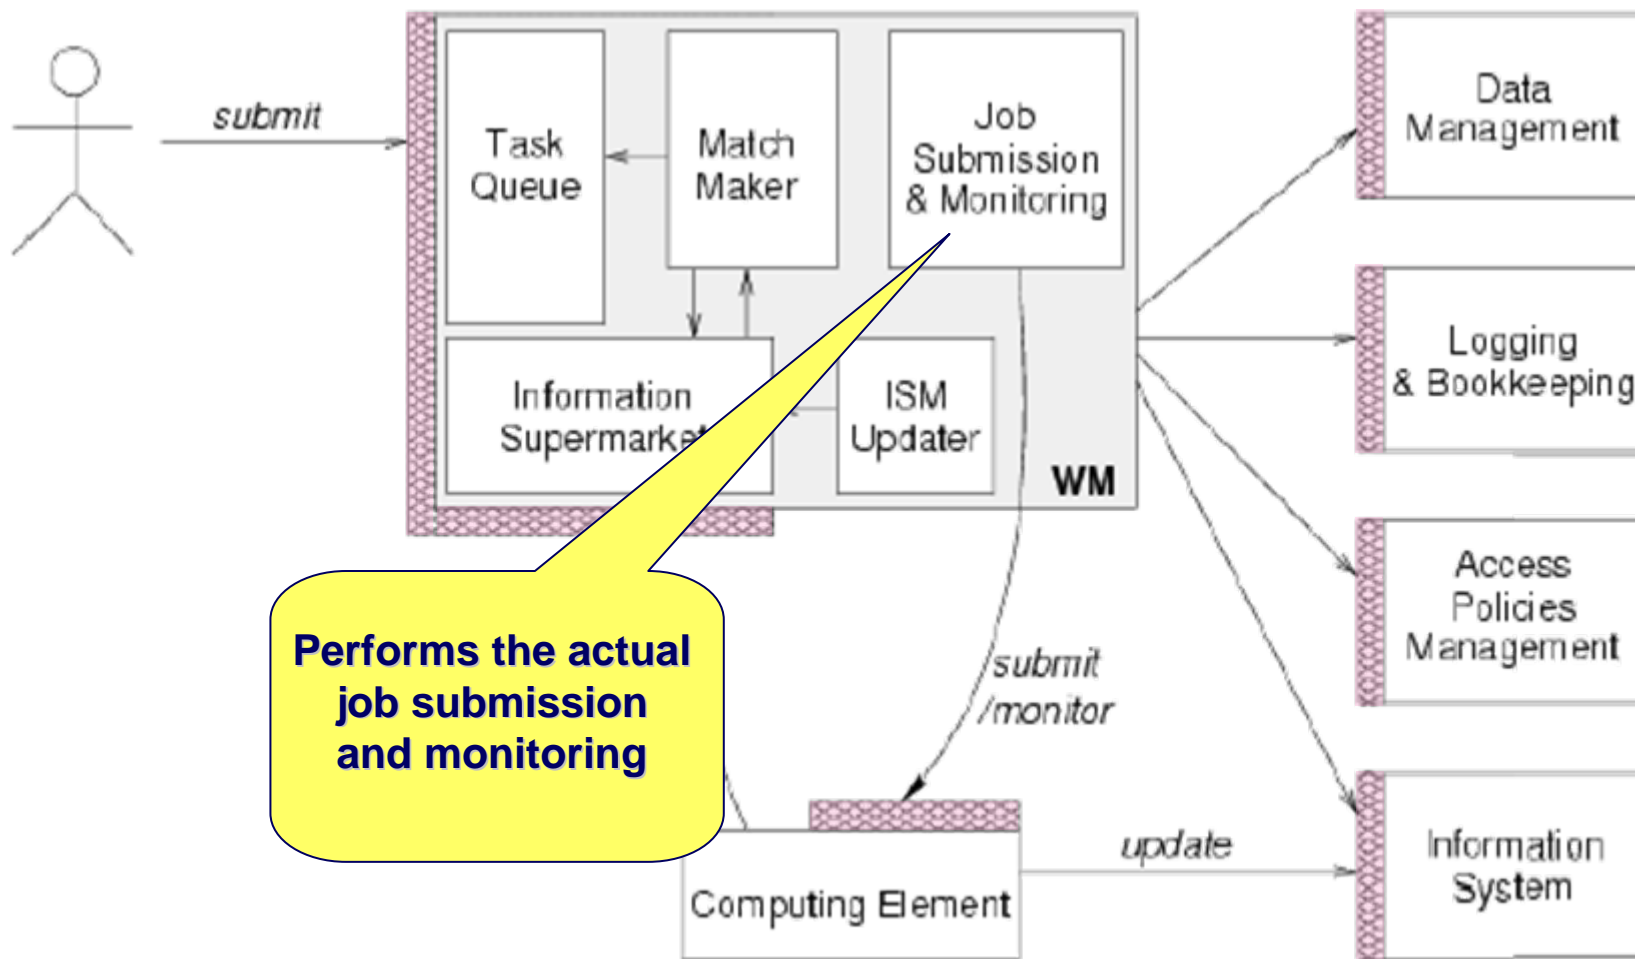 submit
Task
Queue
Match
Maker
Job
Submission
& Monitoring
Information
Supermarket
ISM
Updater
WM
Data
Management
Logging
& Bookkeeping
Access
Policies
Management
Information
System
Performs the actual
job submission
and monitoring
submit
/monitor
update
Computing Element